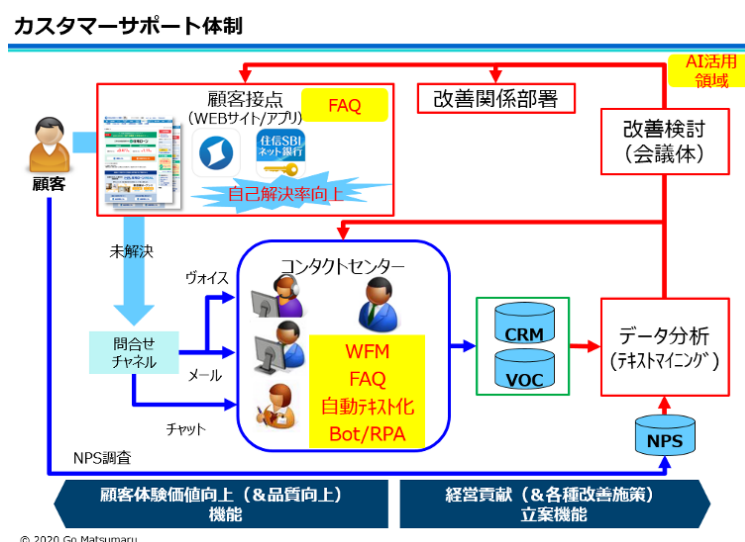 カスタマーサポート体制
AI活用
領域
顧客接点
(WEBサイト/アプリ)
FAQ
改善関係部署
改善検討
(会議体)
住信SBI
ネット銀行
自己解決率向上
顧客
未解決
ヴォイス
コンタクトセンター
問合せ
チャネル
メール
チャット
WFM
FAQ
自動テキスト化
Bot/RPA
CRM
VOC
データ分析
(テキストマイニング)
NPS
NPS調査
顧客体験価値向上（&品質向上）
機能
経営貢献（&各種改善施策）
立案機能
© 2020 Go Matsumaru